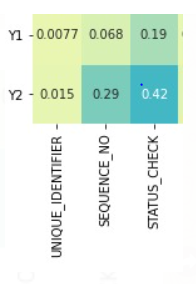 Y1 - 0.0077 0.068 0.19
Y2 - 0.015 0.29 0.42
UNIQUE_IDENTIFIER -
SEQUENCE_NO -
STATUS_CHECK -